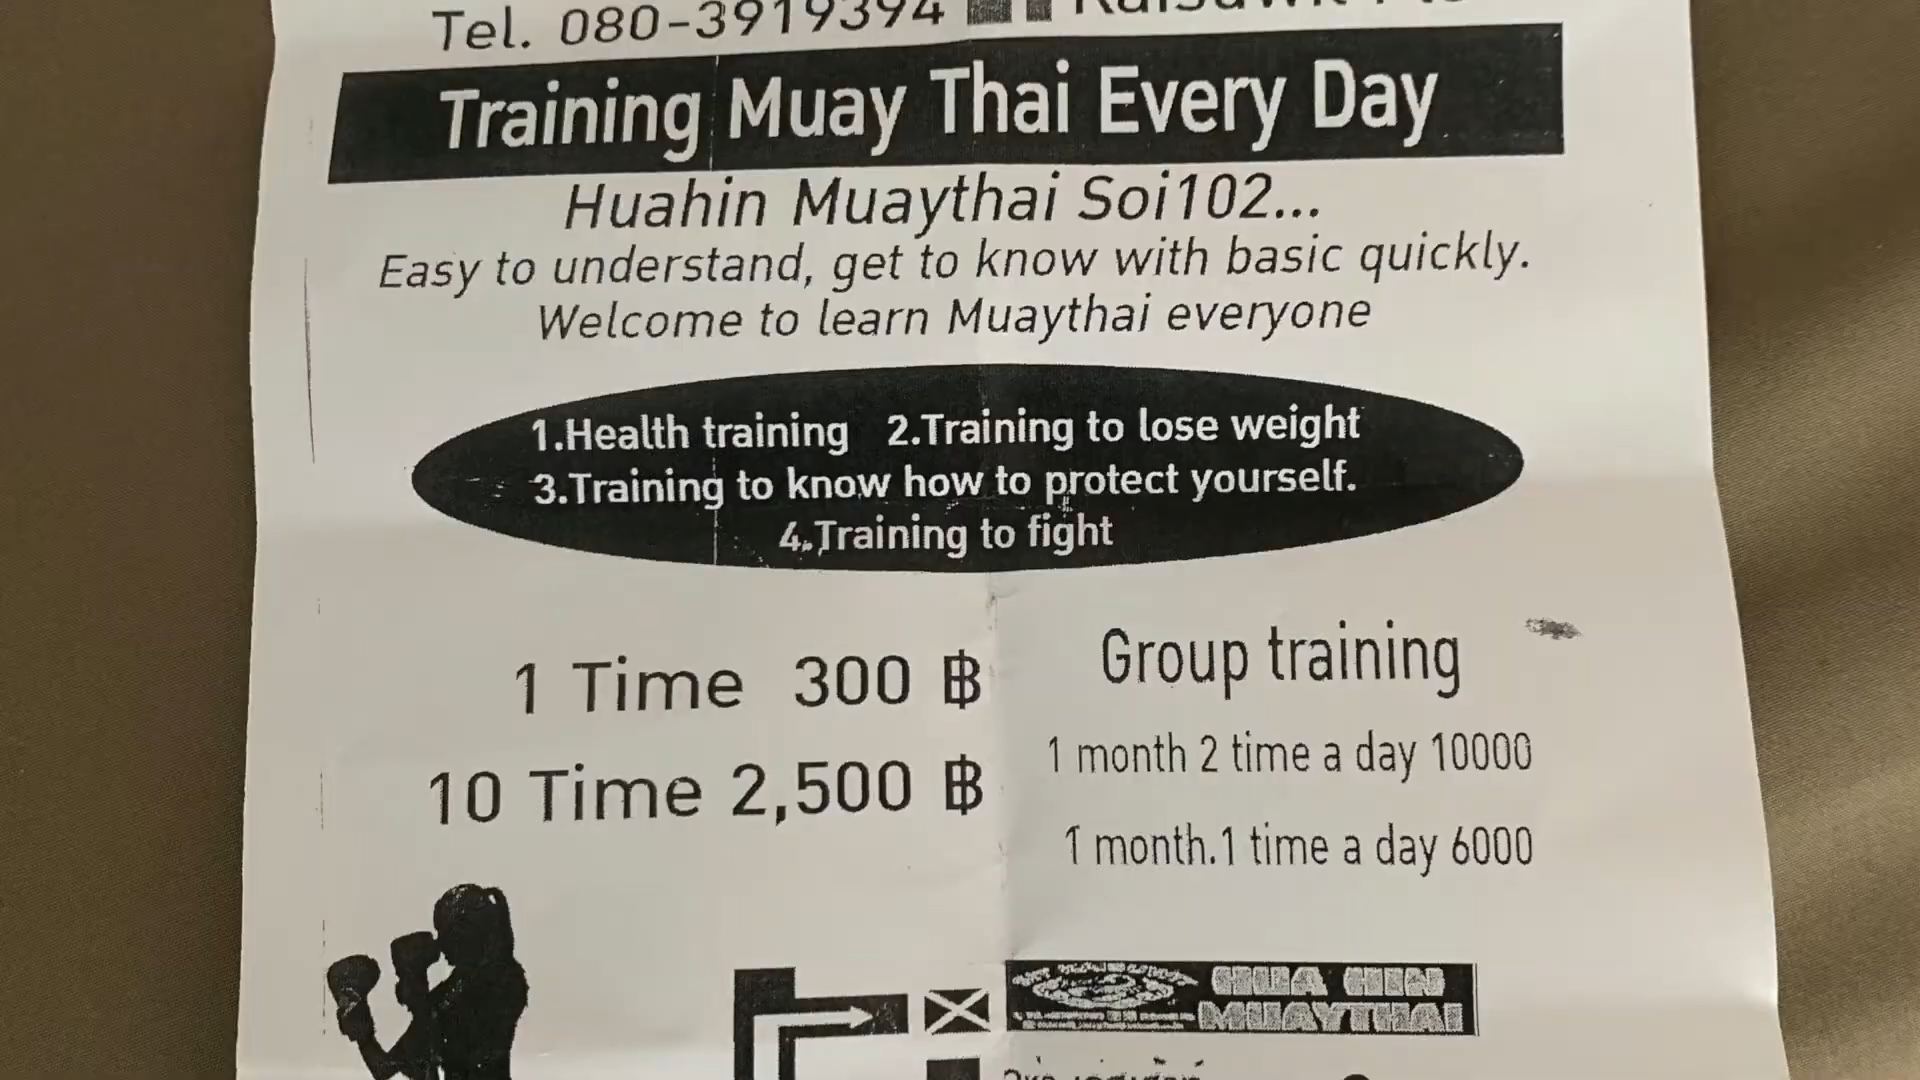 Tel. 080-3919394
Training Muay Thai Every Day
Huahin Muaythai Soi102...
Easy to understand, get to know with basic quickly.
Welcome to learn Muaythai everyone
1.Health training 2.Training to lose weight
3.Training to know how to protect yourself.
4.Training to fight
1 Time 300 ฿
10 Time 2,500 ฿
Group training
1 month 2 time a day 10000
1 month.1 time a day 6000
HUA HIN
MUAYTHAI